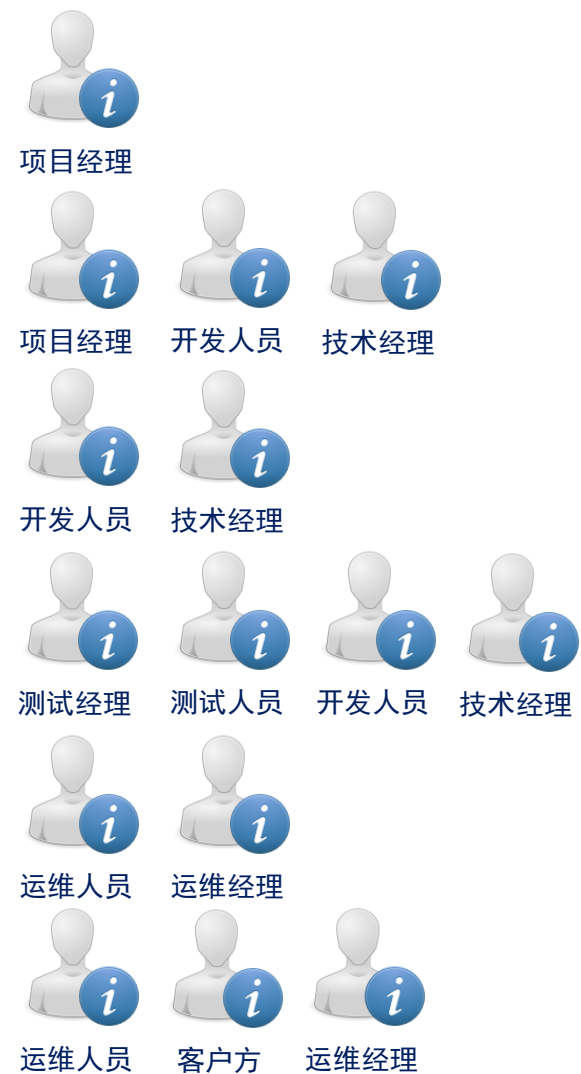 项目经理
项目经理 开发人员 技术经理
开发人员 技术经理
测试经理 测试人员 开发人员 技术经理
运维人员 运维经理
运维人员 客户方 运维经理